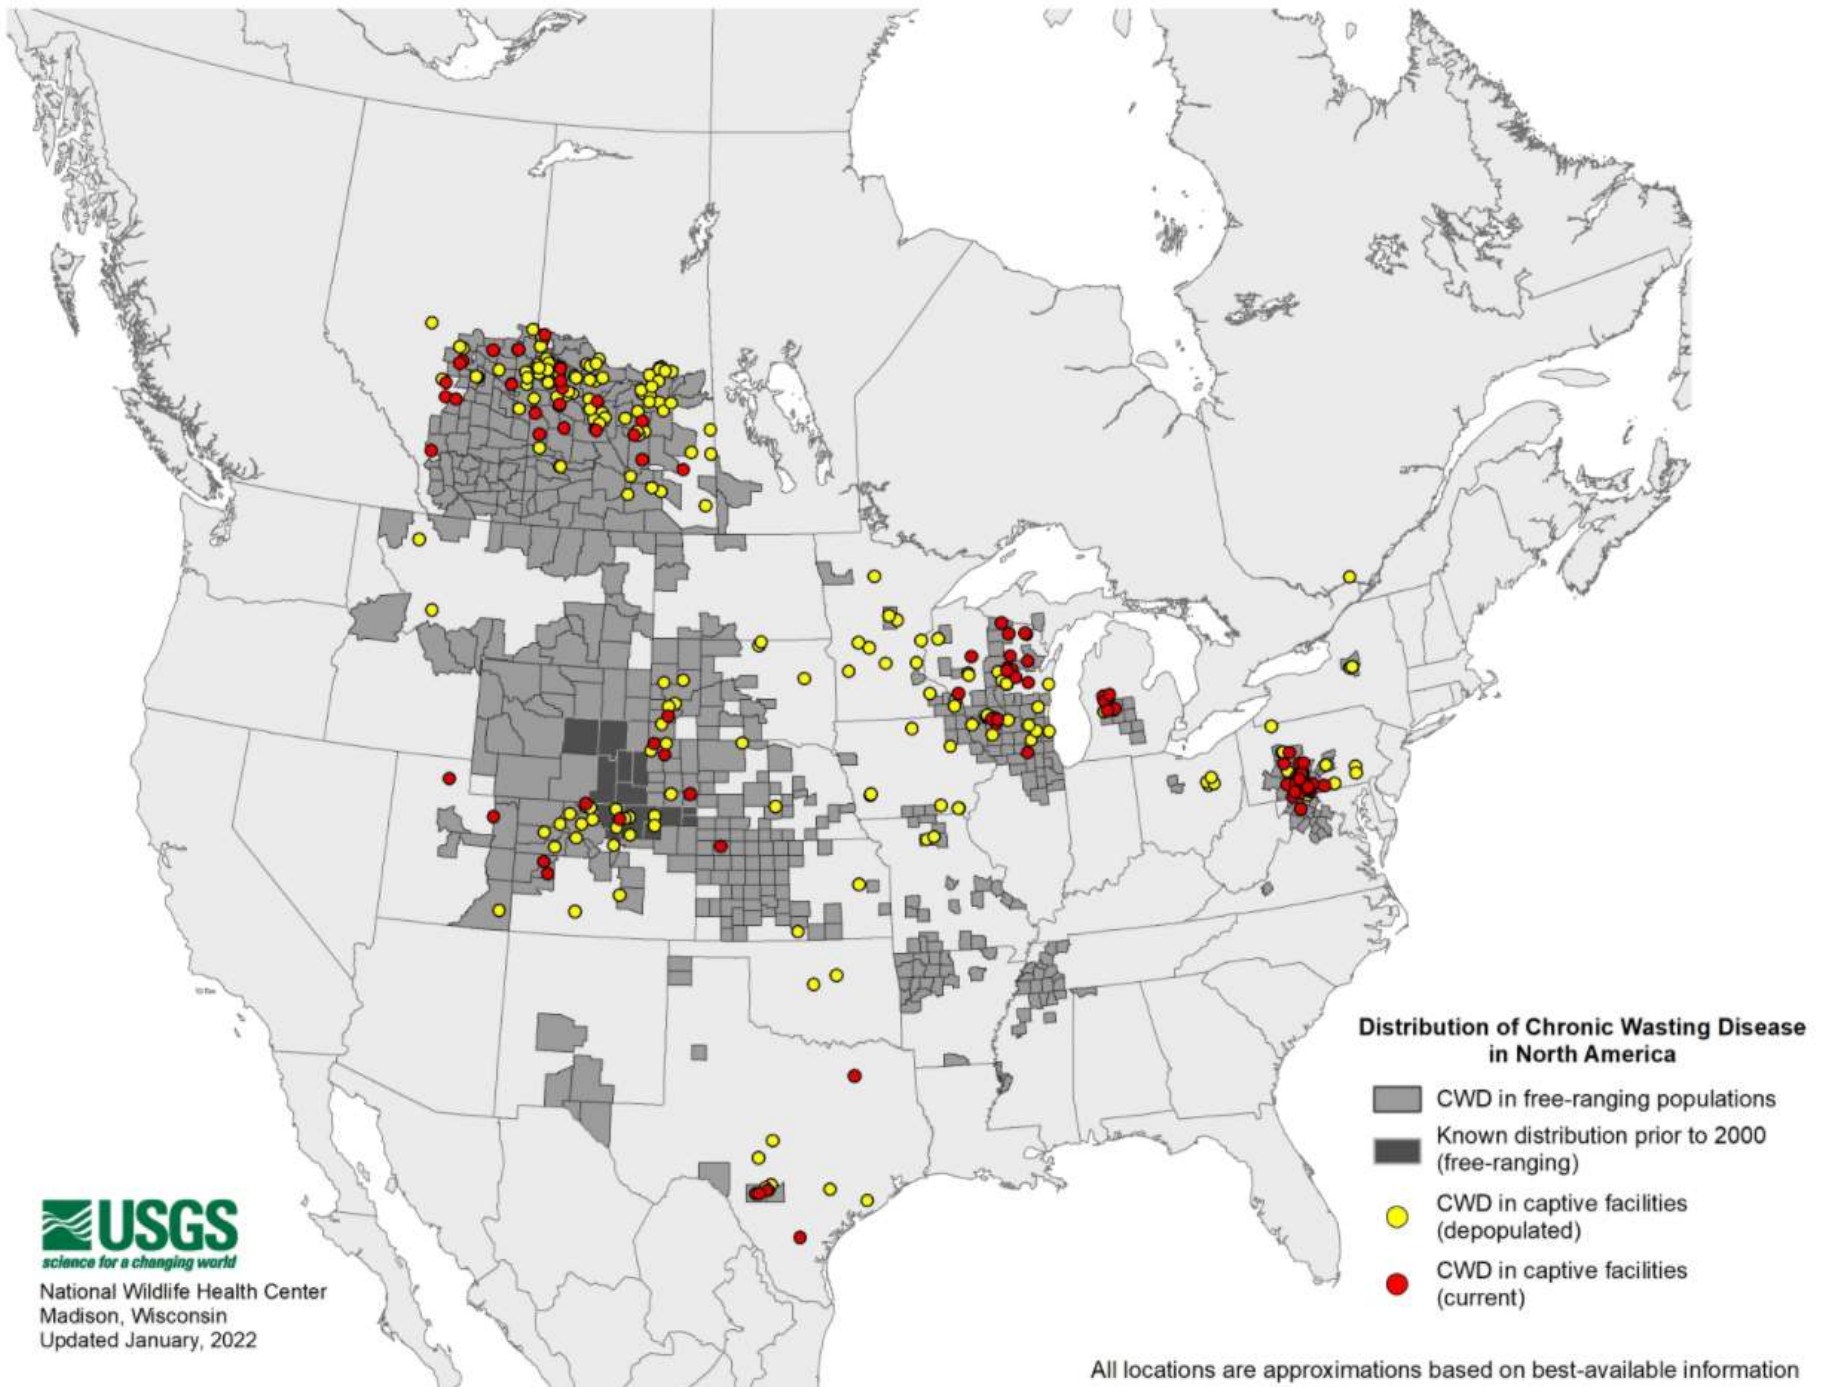 Distribution of Chronic Wasting Disease
in North America
CWD in free-ranging populations
Known distribution prior to 2000
(free-ranging)
CWD in captive facilities
(depopulated)
CWD in captive facilities
(current)
USGS
science for a changing world
National Wildlife Health Center
Madison, Wisconsin
Updated January, 2022
All locations are approximations based on best-available information